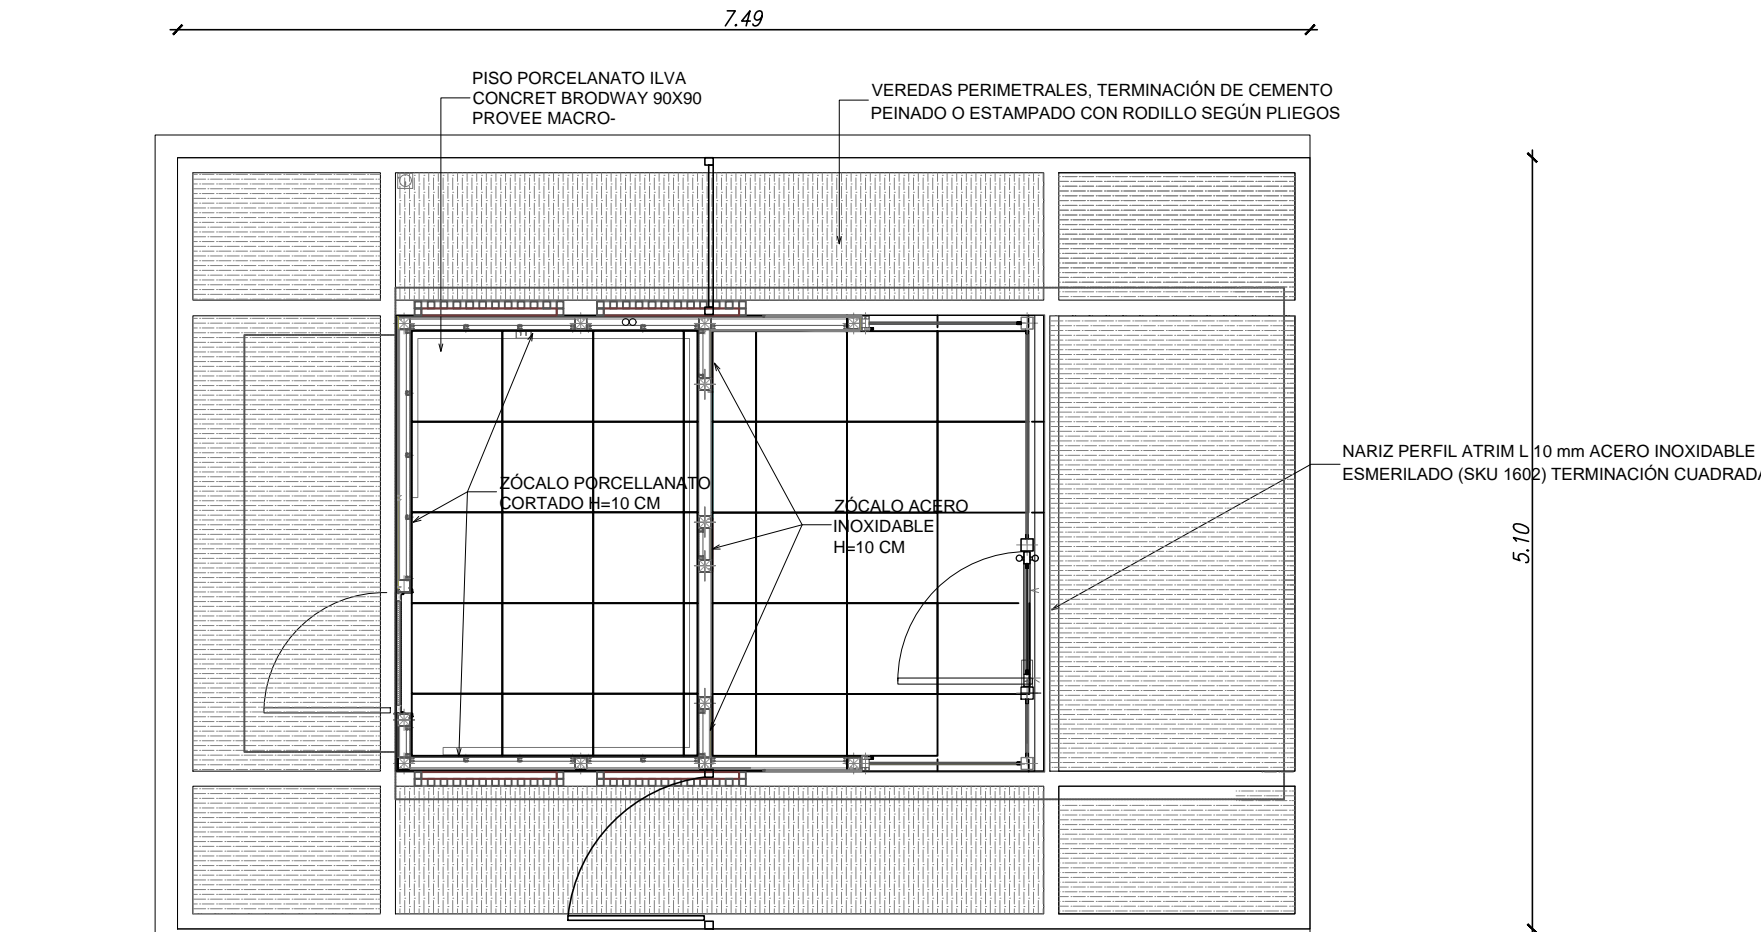 7.49
PISO PORCELANATO ILVA
CONCRET BRODWAY 90X90
PROVEE MACRO-
VEREDAS PERIMETRALES, TERMINACIÓN DE CEMENTO
PEINADO O ESTAMPADO CON RODILLO SEGÚN PLIEGOS
NARIZ PERFIL ATRIM L 10 mm ACERO INOXIDABLE
ESMERILADO (SKU 1602) TERMINACIÓN CUADRADA
ZÓCALO PORCELLANATO
CORTADO H=10 CM
ZÓCALO ACERO
INOXIDABLE
H=10 CM
5.10